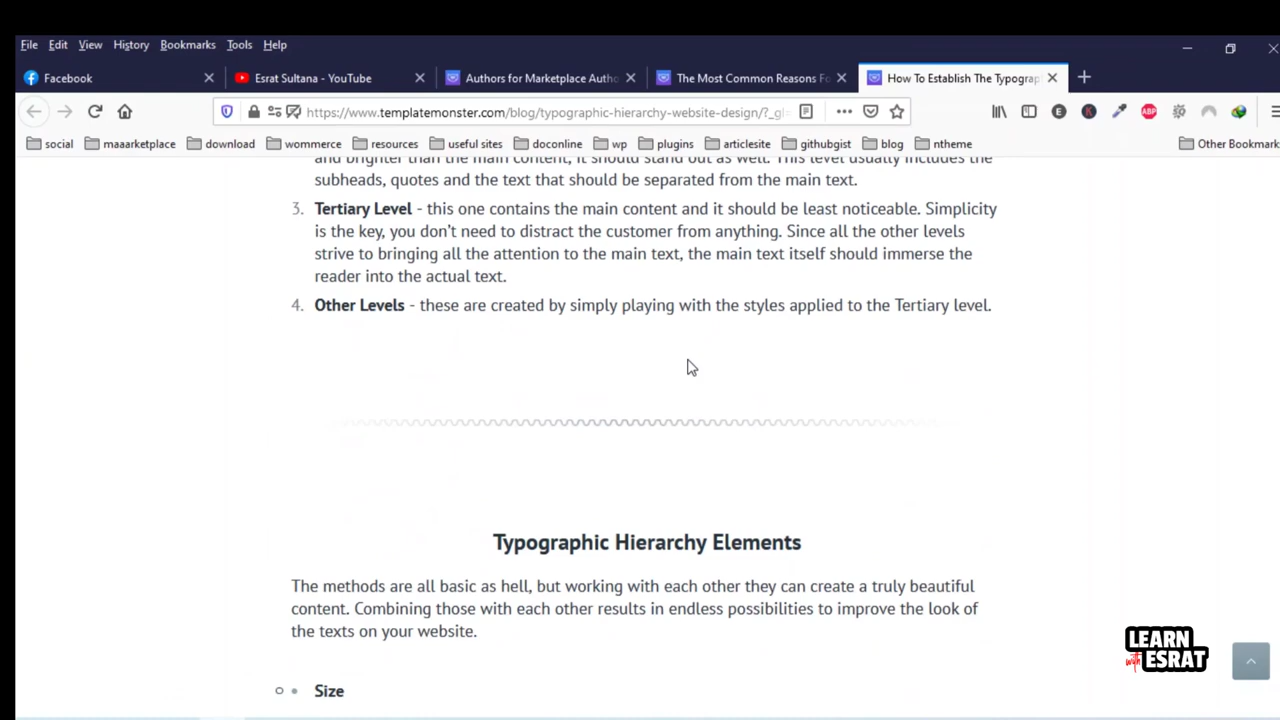 File Edit View History Bookmarks Tools Help
Facebook
Esrat Sultana - YouTube
Authors for Marketplace Autho
The Most Common Reasons Fo
How To Establish The Typograp
https://www.templatemonster.com/blog/typographic-hierarchy-website-design/?_gl=
social maaarketplace download wommerce resources useful sites doconline wp plugins articlesite githubgist blog ntheme Other Bookmark
and brighter than the main content, it should stand out as well. This level usually includes the
subheads, quotes and the text that should be separated from the main text.
3. Tertiary Level - this one contains the main content and it should be least noticeable. Simplicity
is the key, you don't need to distract the customer from anything. Since all the other levels
strive to bringing all the attention to the main text, the main text itself should immerse the
reader into the actual text.
4. Other Levels - these are created by simply playing with the styles applied to the Tertiary level.
Typographic Hierarchy Elements
The methods are all basic as hell, but working with each other they can create a truly beautiful
content. Combining those with each other results in endless possibilities to improve the look of
the texts on your website.
Size
LEARN
with ESRAT